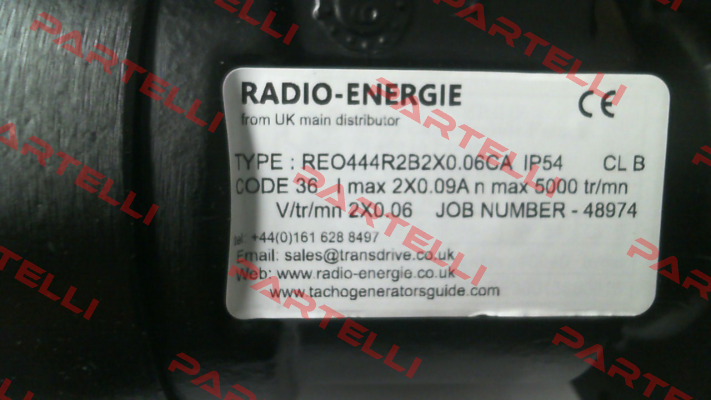 RADIO-ENERGIE
CE
from UK main distributor
TYPE : REO444R2B2X0.06CA IP54 CL B
CODE 36 I max 2X0.09A n max 5000 tr/mn
V/tr/mn 2X0.06 JOB NUMBER - 48974
tel: +44(0)161 628 8497
Email: sales@transdrive.co.uk
Web: www.radio-energie.co.uk
www.tachogeneratorsguide.com
PARTELLI
PARTELLI
PARTELLI
PARTELLI
PARTELLI
PARTELLI
PARTELLI
PARTELLI